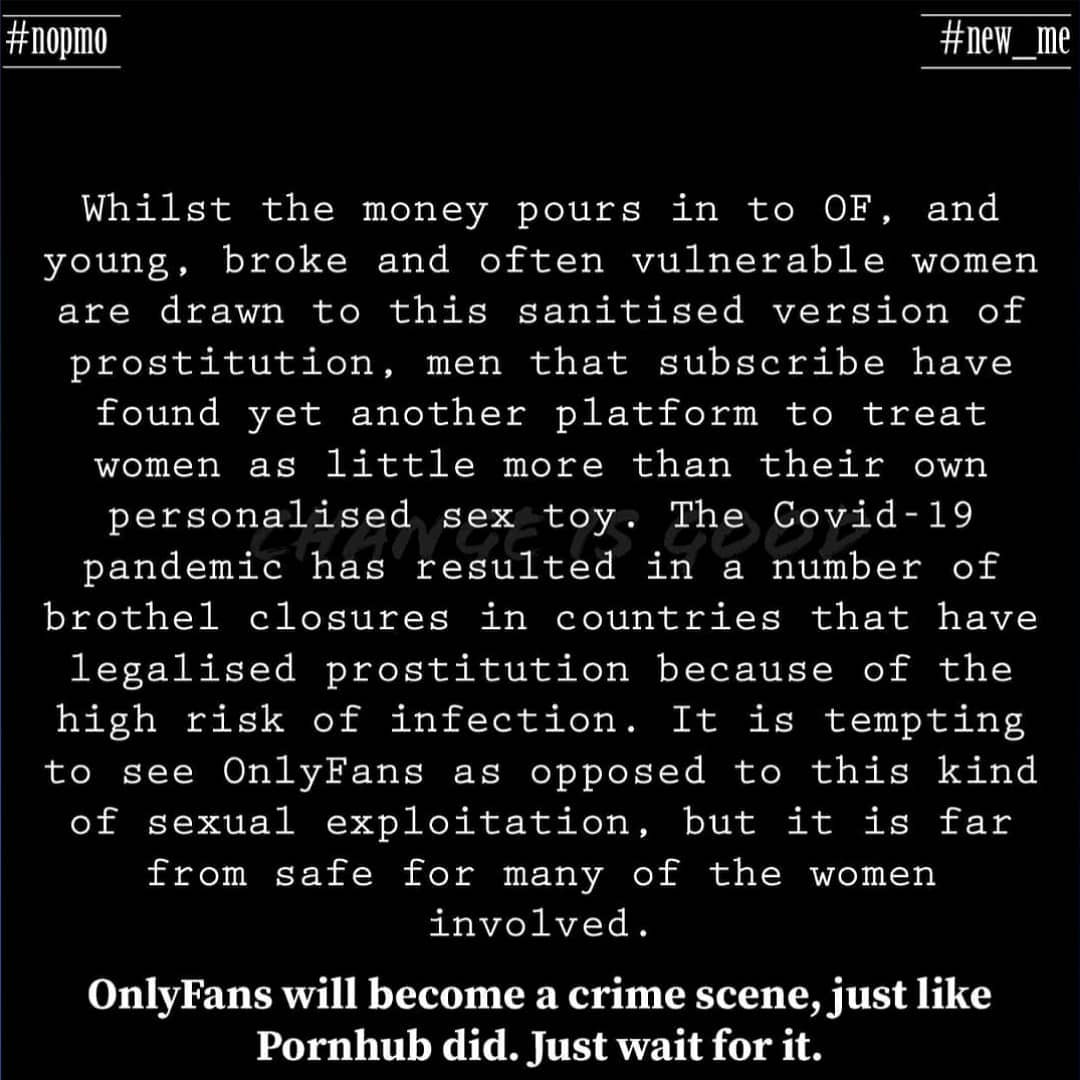 #nopmo
#new_me
Whilst the money pours in to OF, and
young, broke and often vulnerable women
are drawn to this sanitised version of
prostitution, men that subscribe have
found yet another platform to treat
women as little more than their own
personalised sex toy. The Covid-19
CHANGE IS GOOD
pandemic has resulted in a number of
brothel closures in countries that have
legalised prostitution because of the
high risk of infection. It is tempting
to see OnlyFans as opposed to this kind
of sexual exploitation, but it is far
from safe for many of the women
involved.
OnlyFans will become a crime scene, just like
Pornhub did. Just wait for it.